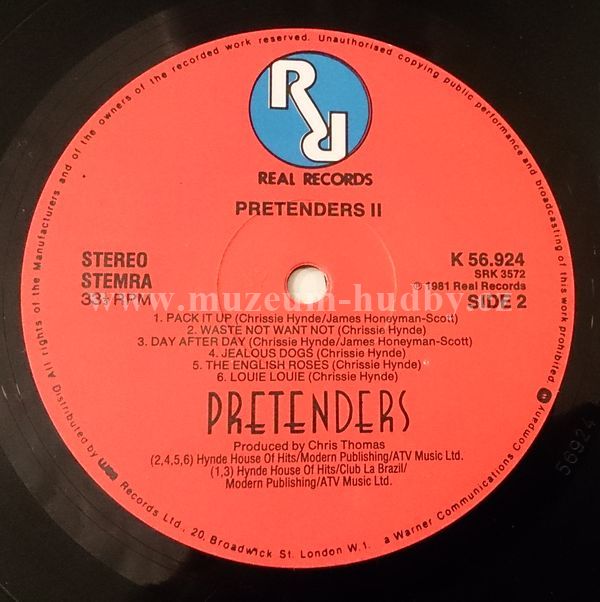 All rights of the Manufacturers and of the owners of the recorded work reserved. Unauthorised copying public performance and broadcasting of this record prohibited
RR
REAL RECORDS
PRETENDERS II
STEREO
STEMRA
33⅓ RPM
K 56.924
SRK 3572
℗ 1981 Real Records
SIDE 2
www.muzeum-hudby.cz
1. PACK IT UP (Chrissie Hynde/James Honeyman-Scott)
2. WASTE NOT WANT NOT (Chrissie Hynde)
3. DAY AFTER DAY (Chrissie Hynde/James Honeyman-Scott)
4. JEALOUS DOGS (Chrissie Hynde)
5. THE ENGLISH ROSES (Chrissie Hynde)
6. LOUIE LOUIE (Chrissie Hynde)
PRETENDERS
Produced by Chris Thomas
(2,4,5,6) Hynde House Of Hits/Modern Publishing/ATV Music Ltd.
(1,3) Hynde House Of Hits/Club La Brazil/
Modern Publishing/ATV Music Ltd.
Distributed by wea Records Ltd., 20, Broadwick St. London W.1. a Warner Communications Company
56924